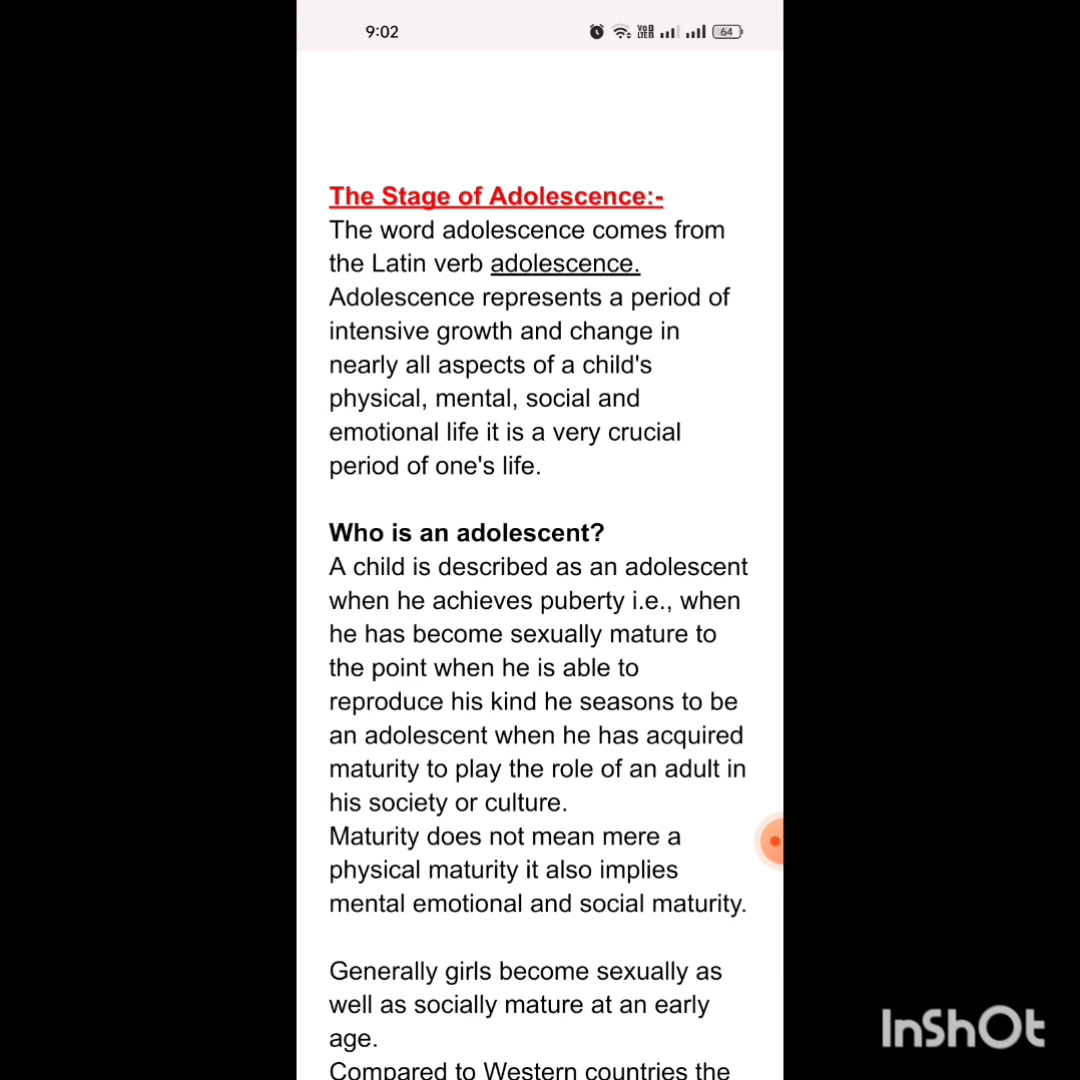 9:02
64
The Stage of Adolescence:-
The word adolescence comes from
the Latin verb adolescence.
Adolescence represents a period of
intensive growth and change in
nearly all aspects of a child's
physical, mental, social and
emotional life it is a very crucial
period of one's life.
Who is an adolescent?
A child is described as an adolescent
when he achieves puberty i.e., when
he has become sexually mature to
the point when he is able to
reproduce his kind he seasons to be
an adolescent when he has acquired
maturity to play the role of an adult in
his society or culture.
Maturity does not mean mere a
physical maturity it also implies
mental emotional and social maturity.
Generally girls become sexually as
well as socially mature at an early
age.
Compared to Western countries the
InShOt